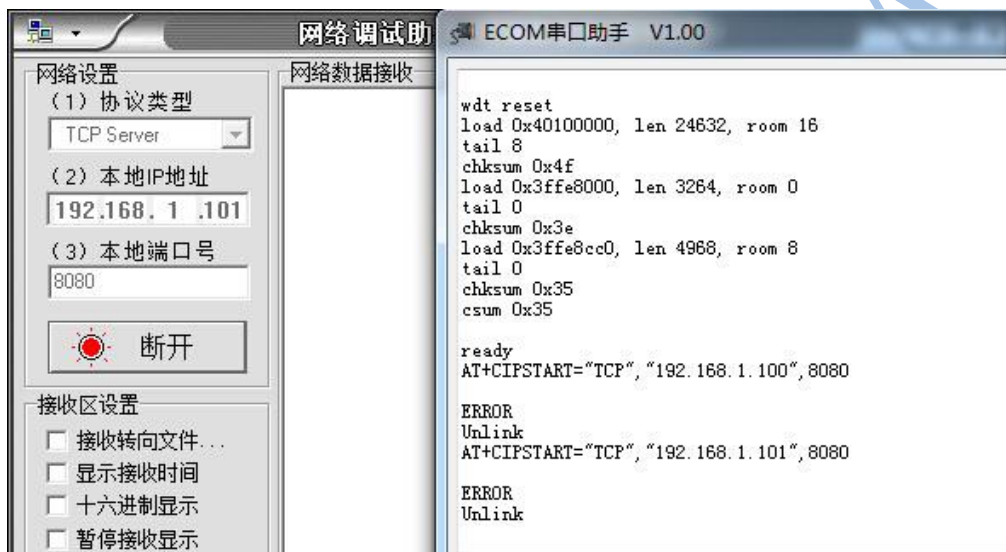 网络调试助
网络设置
(1) 协议类型
TCP Server
(2) 本地IP地址
192.168. 1 .101
(3) 本地端口号
8080
断开
接收区设置
接收转向文件...
显示接收时间
十六进制显示
暂停接收显示
网络数据接收
ECOM串口助手 V1.00
wdt reset
load 0x40100000, len 24632, room 16
tail 8
chksum 0x4f
load 0x3ffe8000, len 3264, room 0
tail 0
chksum 0x3e
load 0x3ffe8cc0, len 4968, room 8
tail 0
chksum 0x35
csum 0x35
ready
AT+CIPSTART="TCP","192.168.1.100",8080
ERROR
Unlink
AT+CIPSTART="TCP","192.168.1.101",8080
ERROR
Unlink